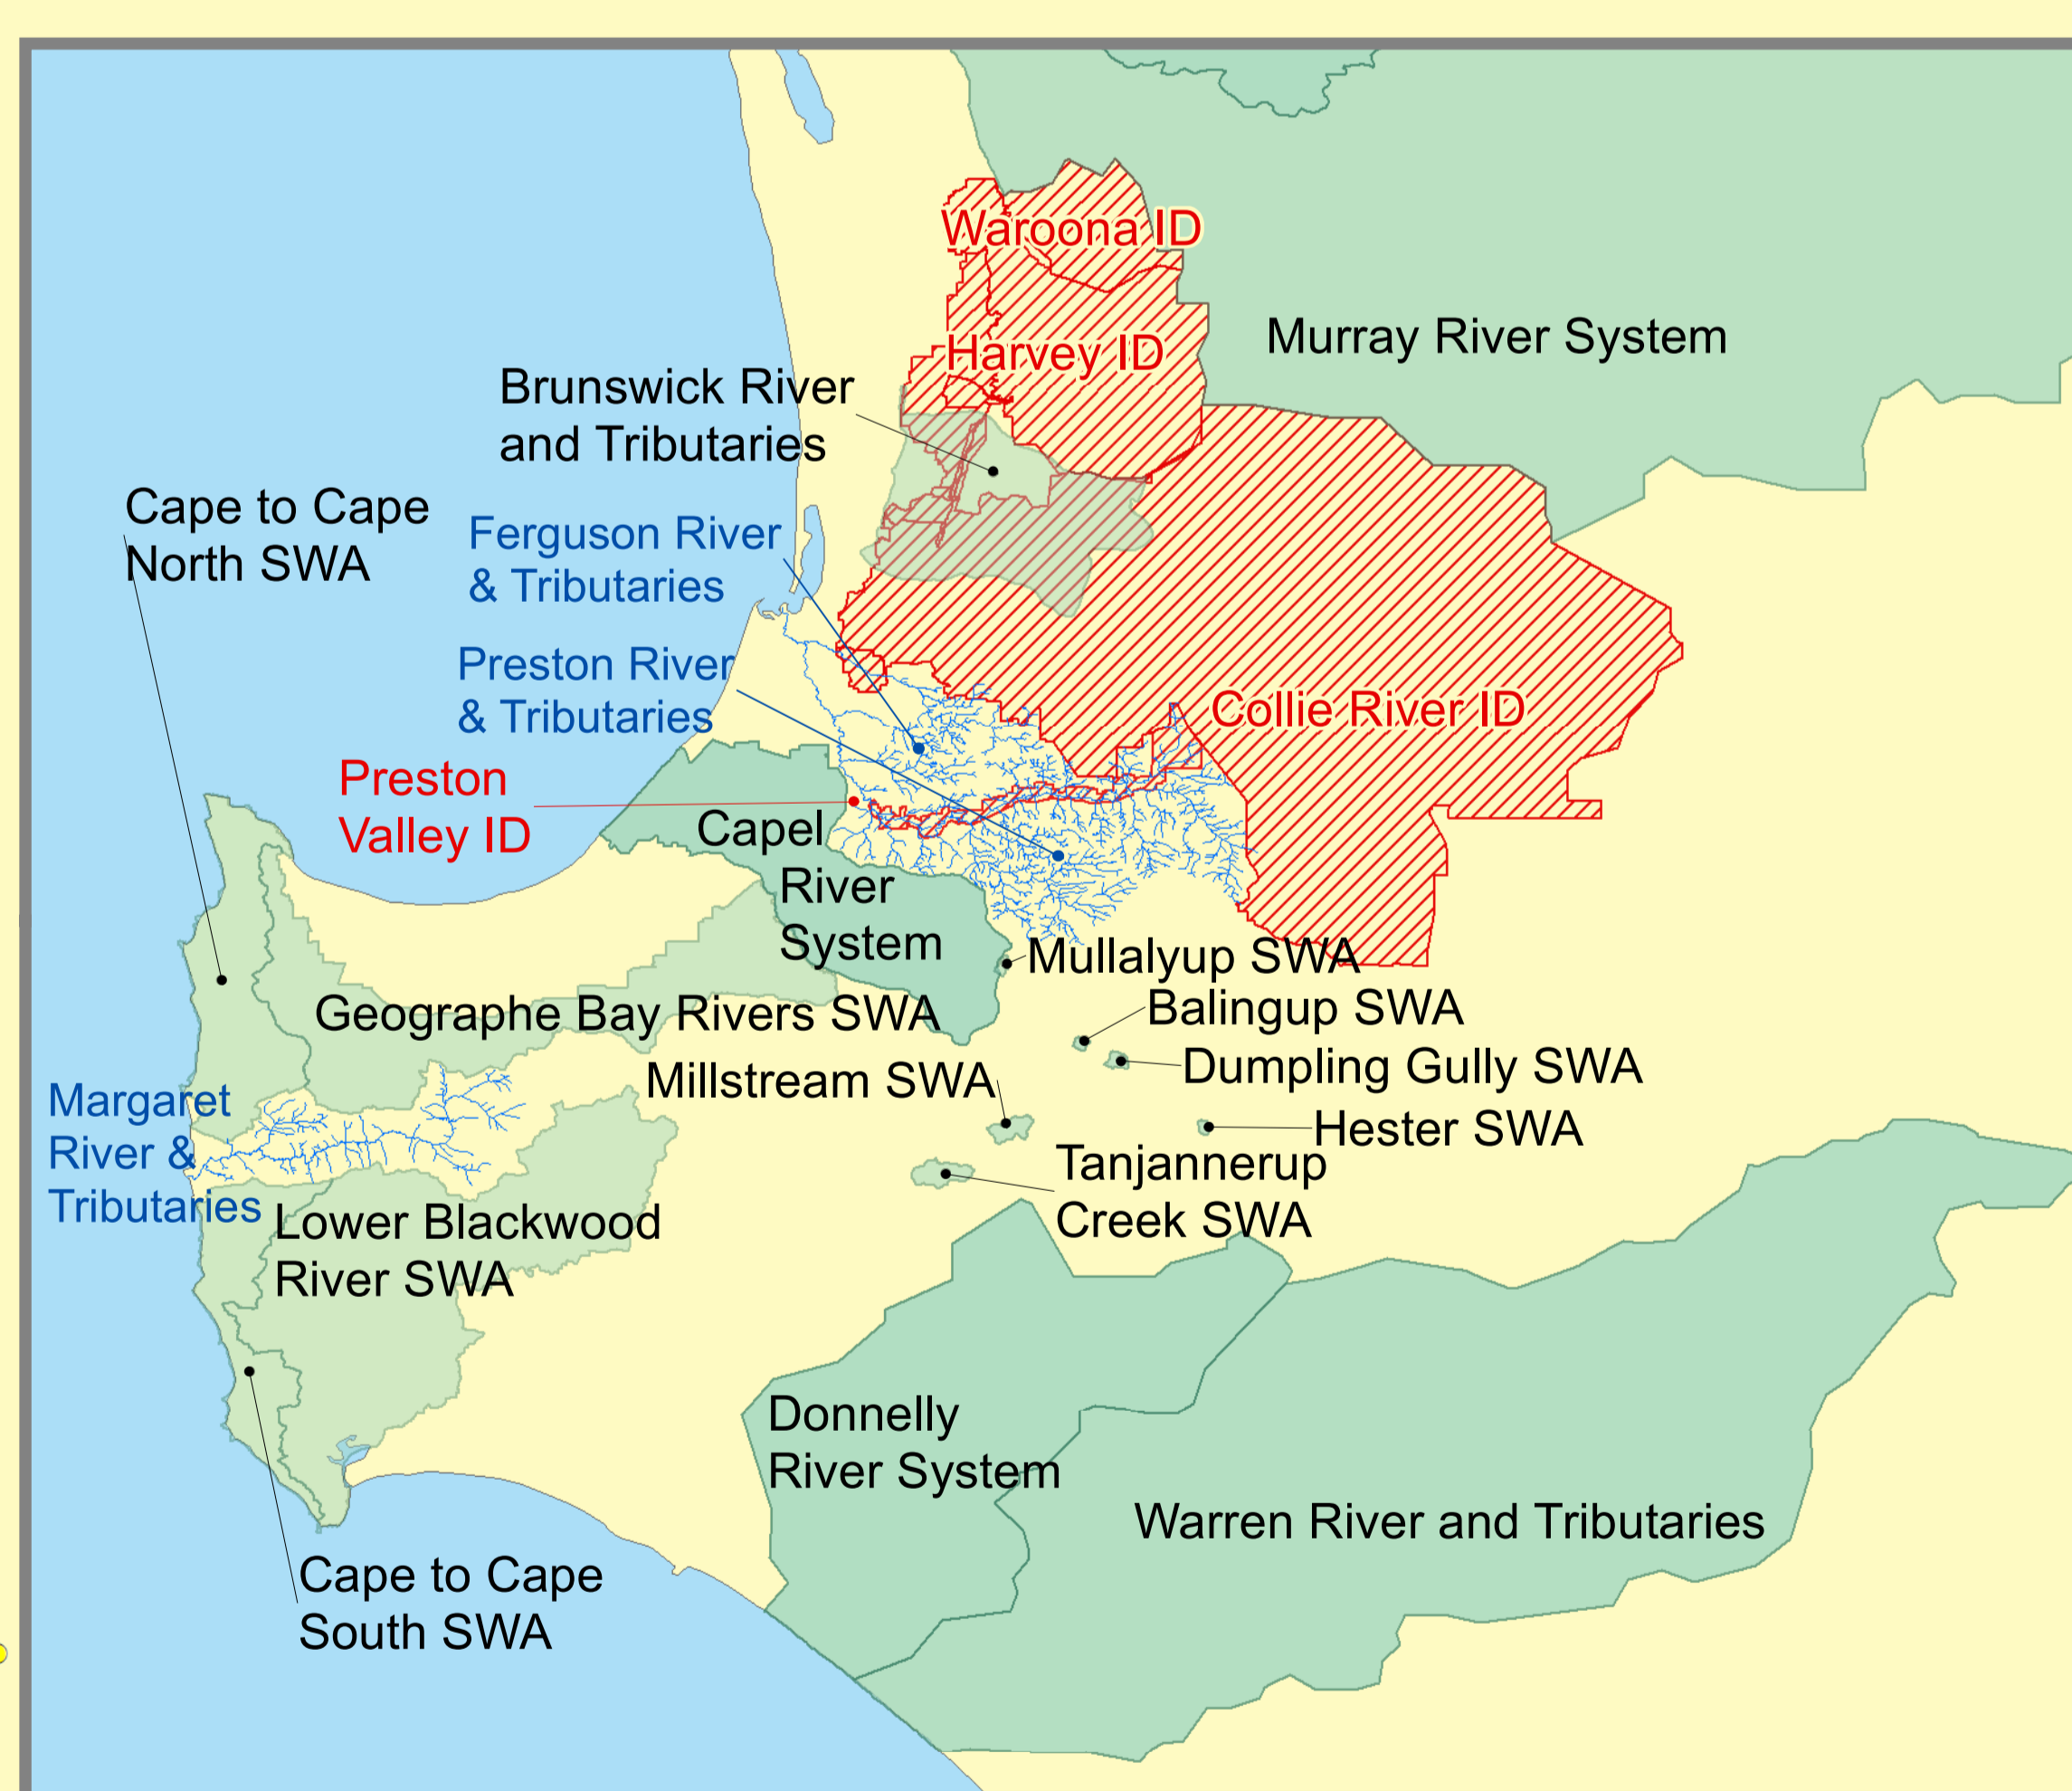 Waroona ID
Murray River System
Harvey ID
Brunswick River
and Tributaries
Cape to Cape
North SWA
Ferguson River
& Tributaries
Preston River
& Tributaries
Collie River ID
Preston
Valley ID
Capel
River
System
Mullalyup SWA
Geographe Bay Rivers SWA
Balingup SWA
Millstream SWA
Dumpling Gully SWA
Margaret
River &
Tributaries
Hester SWA
Tanjannerup
Creek SWA
Lower Blackwood
River SWA
Donnelly
River System
Warren River and Tributaries
Cape to Cape
South SWA